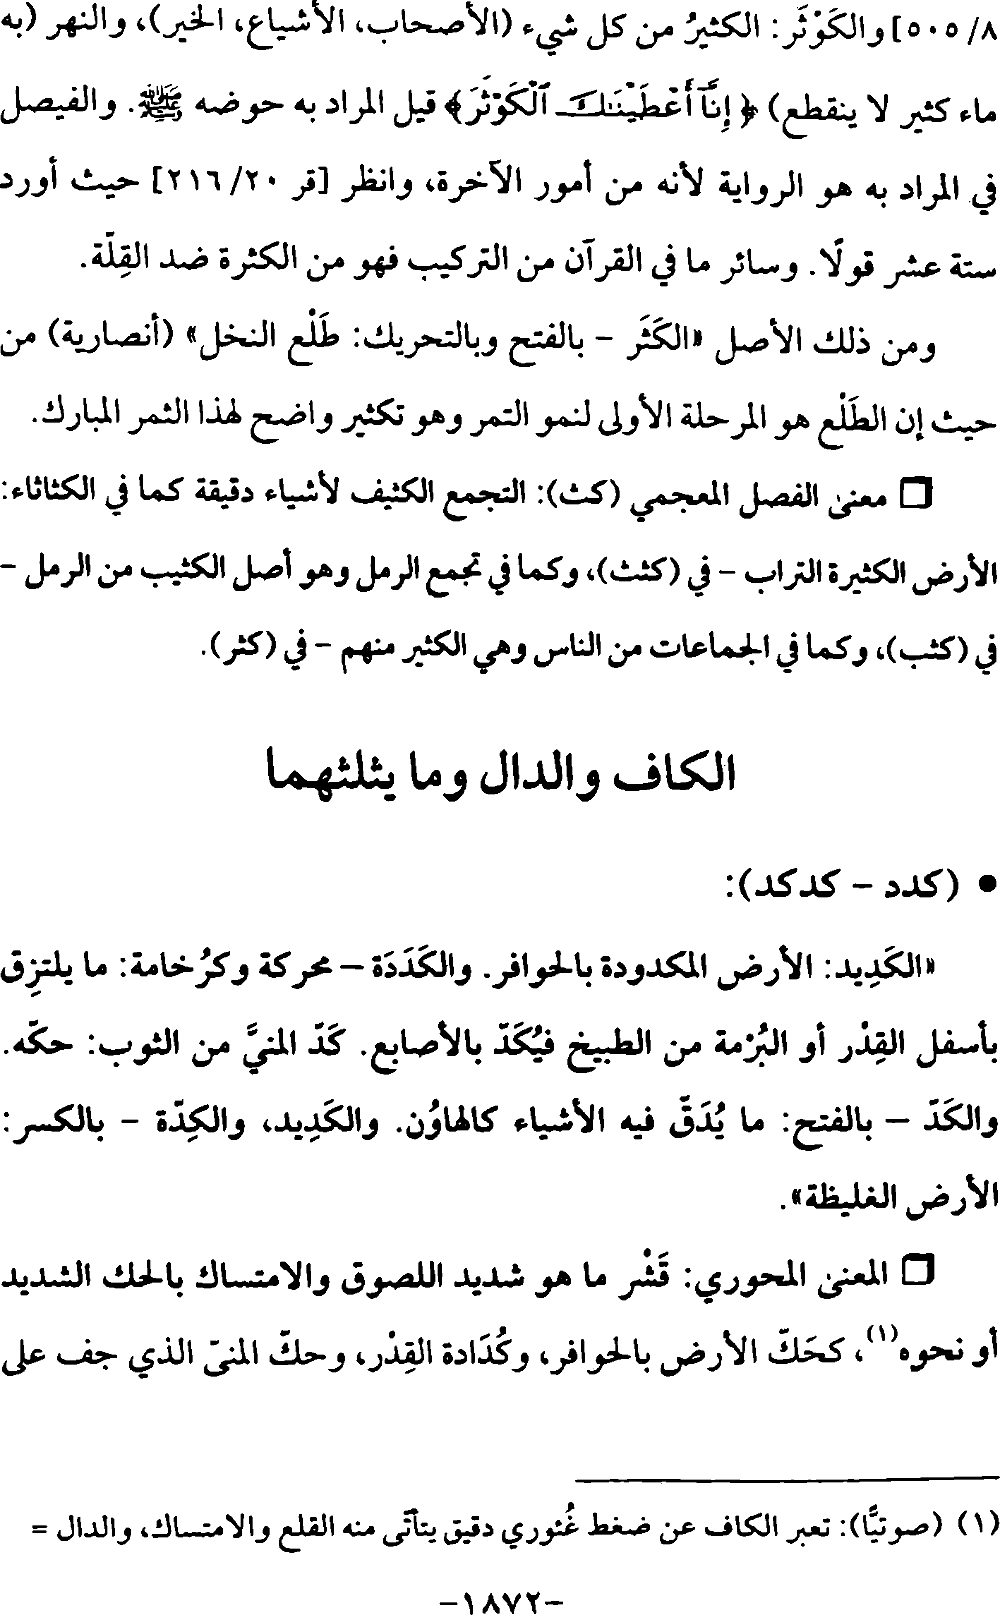 ٨/ ٥٠٥] والكَوْثَر: الكثيرُ من كل شيء (الأصحاب، الأشياع، الخير)، والنهر (به
ماء كثير لا ينقطع) ﴿إِنَّآ أَعْطَيْنَـٰكَ ٱلْكَوْثَرَ﴾ قيل المراد به حوضه ﷺ. والفيصل
في المراد به هو الرواية لأنه من أمور الآخرة، وانظر [قر ٢٠/ ٢١٦] حيث أورد
ستة عشر قولًا. وسائر ما في القرآن من التركيب فهو من الكثرة ضد القِلّة.
ومن ذلك الأصل «الكَثَر – بالفتح وبالتحريك: طَلْع النخل» (أنصارية) من
حيث إن الطَلْع هو المرحلة الأولى لنمو التمر وهو تكثير واضح لهذا الثمر المبارك.
❒ معنى الفصل المعجمي (كث): التجمع الكثيف لأشياء دقيقة كما في الكثاثاء:
الأرض الكثيرة التراب – في (كثث)، وكما في تجمع الرمل وهو أصل الكثيب من الرمل –
في (كثب)، وكما في الجماعات من الناس وهي الكثير منهم – في (كثر).
الكاف والدال وما يثلثهما
• (كدد – كدكد):
«الكَدِيد: الأرض المكدودة بالحوافر. والكَدَدَة – محركة وكرُخامة: ما يلتزِق
بأسفل القِدْر أو البُرْمة من الطبيخ فيُكَدّ بالأصابع. كَدّ المنيَّ من الثوب: حكّه.
والكَدّ – بالفتح: ما يُدَقّ فيه الأشياء كالهاوُن. والكَدِيد، والكِدّة – بالكسر:
الأرض الغليظة».
❒ المعنى المحوري: قَشْر ما هو شديد اللصوق والامتساك بالحك الشديد
أو نحوه(١)، كحَكّ الأرض بالحوافر، وكُدَادة القِدْر، وحكّ المنىّ الذي جف على
(١) (صوتيًّا): تعبر الكاف عن ضغط غُئوري دقيق يتأتّى منه القلع والامتساك، والدال =
-١٨٧٢-